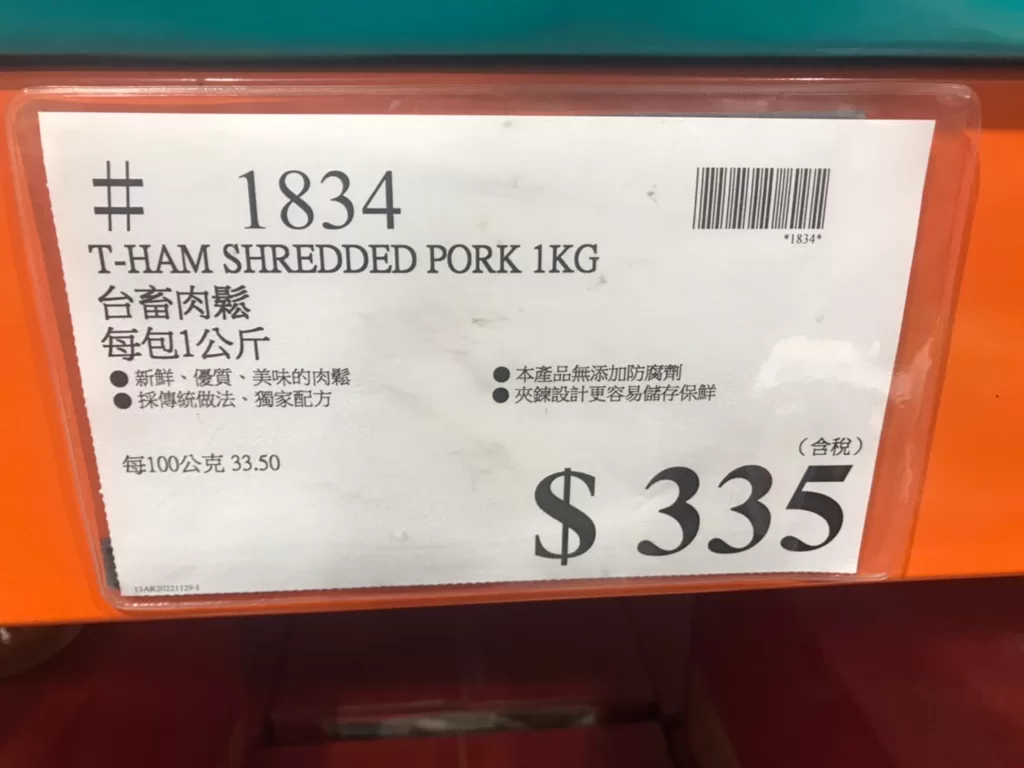 # 1834
*1834*
T-HAM SHREDDED PORK 1KG
台畜肉鬆
每包1公斤
●新鮮、優質、美味的肉鬆
●採傳統做法、獨家配方
●本產品無添加防腐劑
●夾鍊設計更容易儲存保鮮
每100公克 33.50
(含稅)
$ 335